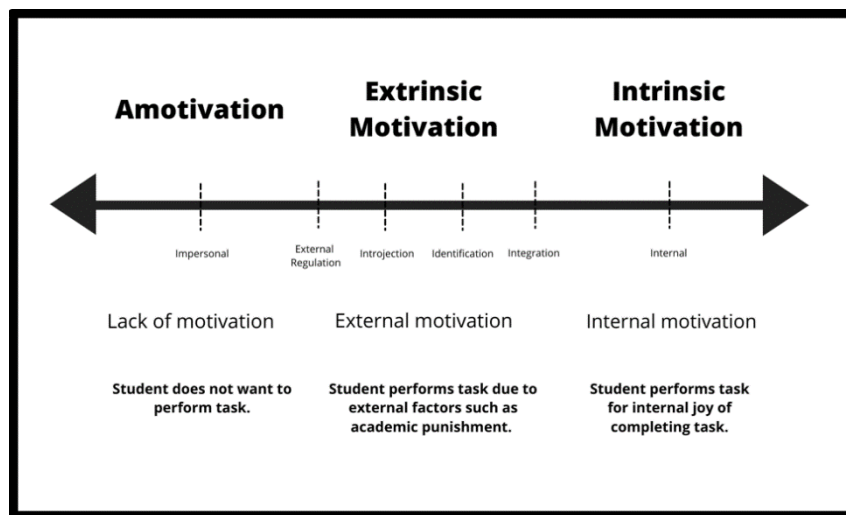 Amotivation
Extrinsic
Motivation
Intrinsic
Motivation
Impersonal
External
Regulation
Introjection
Identification
Integration
Internal
Lack of motivation
External motivation
Internal motivation
Student does not want to
perform task.
Student performs task due to
external factors such as
academic punishment.
Student performs task
for internal joy of
completing task.